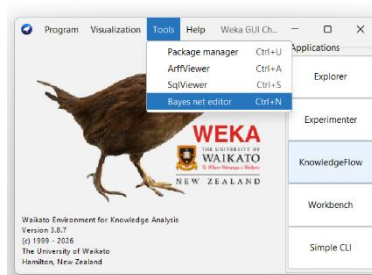 Program Visualization Tools Help Weka GUI Ch...
Applications
Package manager Ctrl+U
ArffViewer Ctrl+A
SqlViewer Ctrl+S
Bayes net editor Ctrl+N
Explorer
Experimenter
KnowledgeFlow
Workbench
Simple CLI
WEKA
THE UNIVERSITY OF
WAIKATO
NEW ZEALAND
Waikato Environment for Knowledge Analysis
Version 3.8.7
(c) 1999 - 2026
The University of Waikato
Hamilton, New Zealand